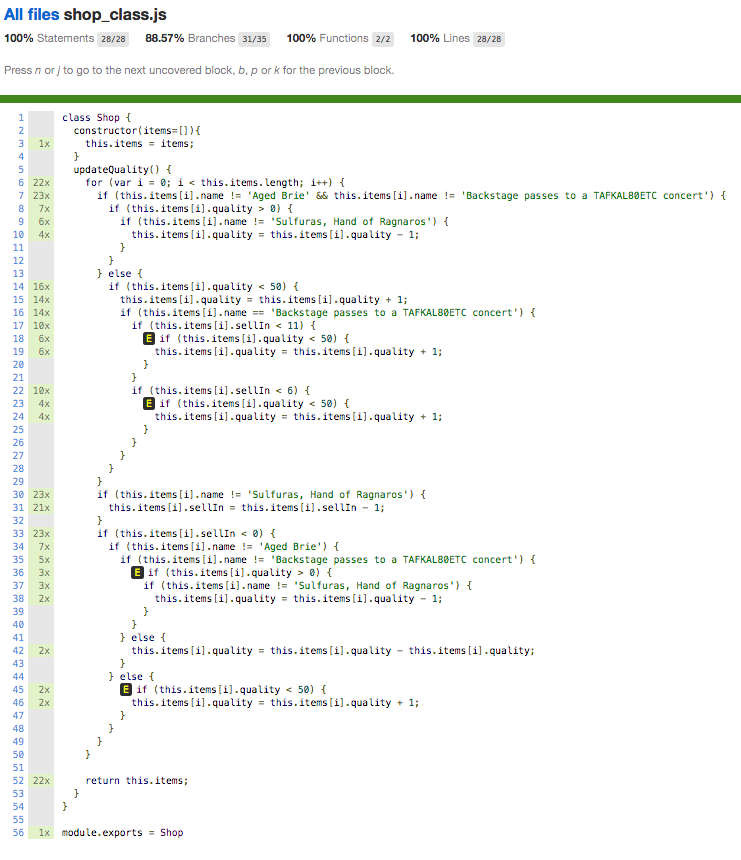 All files shop_class.js
100% Statements 28/28 88.57% Branches 31/35 100% Functions 2/2 100% Lines 28/28
Press n or j to go to the next uncovered block, b, p or k for the previous block.
1 class Shop {
2 constructor(items=[]){
3 1x this.items = items;
4 }
5 updateQuality() {
6 22x for (var i = 0; i < this.items.length; i++) {
7 23x if (this.items[i].name != 'Aged Brie' && this.items[i].name != 'Backstage passes to a TAFKAL80ETC concert') {
8 7x if (this.items[i].quality > 0) {
9 6x if (this.items[i].name != 'Sulfuras, Hand of Ragnaros') {
10 4x this.items[i].quality = this.items[i].quality - 1;
11 }
12 }
13 } else {
14 16x if (this.items[i].quality < 50) {
15 14x this.items[i].quality = this.items[i].quality + 1;
16 14x if (this.items[i].name == 'Backstage passes to a TAFKAL80ETC concert') {
17 10x if (this.items[i].sellIn < 11) {
18 6x E if (this.items[i].quality < 50) {
19 6x this.items[i].quality = this.items[i].quality + 1;
20 }
21 }
22 10x if (this.items[i].sellIn < 6) {
23 4x E if (this.items[i].quality < 50) {
24 4x this.items[i].quality = this.items[i].quality + 1;
25 }
26 }
27 }
28 }
29 }
30 23x if (this.items[i].name != 'Sulfuras, Hand of Ragnaros') {
31 21x this.items[i].sellIn = this.items[i].sellIn - 1;
32 }
33 23x if (this.items[i].sellIn < 0) {
34 7x if (this.items[i].name != 'Aged Brie') {
35 5x if (this.items[i].name != 'Backstage passes to a TAFKAL80ETC concert') {
36 3x E if (this.items[i].quality > 0) {
37 3x if (this.items[i].name != 'Sulfuras, Hand of Ragnaros') {
38 2x this.items[i].quality = this.items[i].quality - 1;
39 }
40 }
41 } else {
42 2x this.items[i].quality = this.items[i].quality - this.items[i].quality;
43 }
44 } else {
45 2x E if (this.items[i].quality < 50) {
46 2x this.items[i].quality = this.items[i].quality + 1;
47 }
48 }
49 }
50 }
51
52 22x return this.items;
53 }
54 }
55
56 1x module.exports = Shop